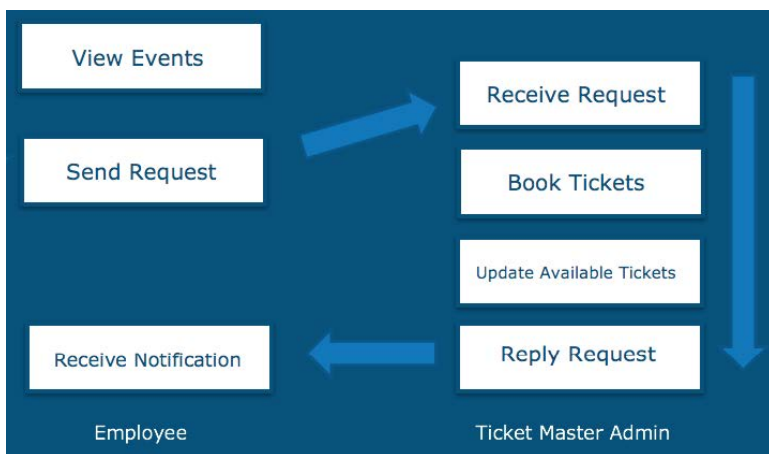 View Events
Send Request
Receive Notification
Employee
Receive Request
Book Tickets
Update Available Tickets
Reply Request
Ticket Master Admin